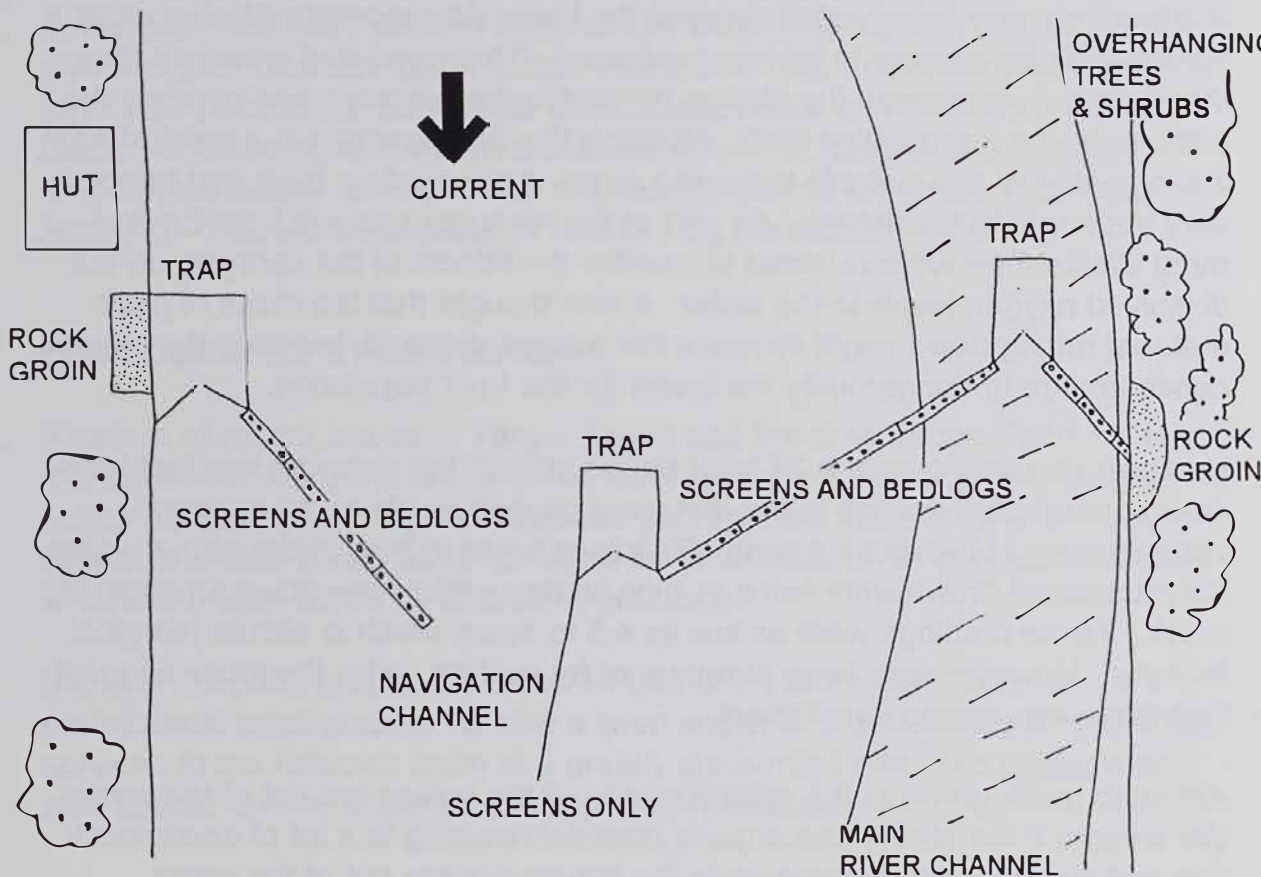 OVERHANGING
TREES
& SHRUBS
HUT
CURRENT
TRAP
TRAP
ROCK
GROIN
TRAP
ROCK
GROIN
SCREENS AND BEDLOGS
SCREENS AND BEDLOGS
NAVIGATION
CHANNEL
SCREENS ONLY
MAIN
RIVER CHANNEL